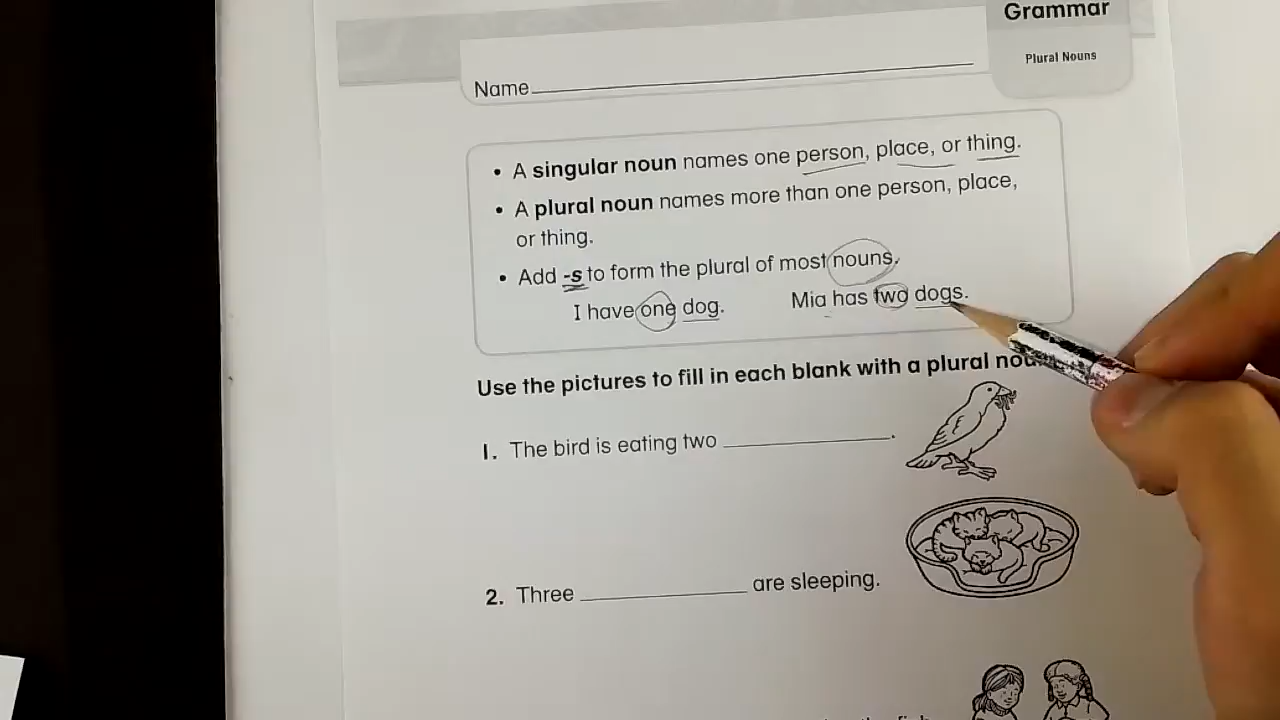 Grammar
Plural Nouns
Name
• A singular noun names one person, place, or thing.
• A plural noun names more than one person, place,
or thing.
• Add -s to form the plural of most nouns.
I have one dog. Mia has two dogs.
Use the pictures to fill in each blank with a plural
1. The bird is eating two .
2. Three are sleeping.